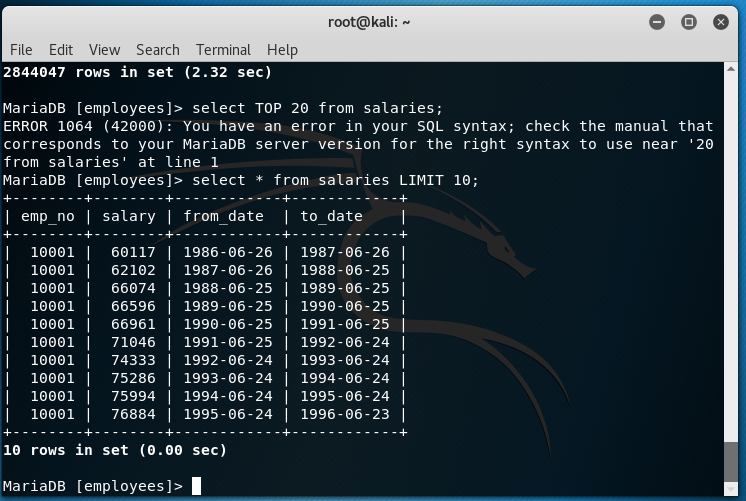 root@kali: ~
File Edit View Search Terminal Help
2844047 rows in set (2.32 sec)
MariaDB [employees]> select TOP 20 from salaries;
ERROR 1064 (42000): You have an error in your SQL syntax; check the manual that
corresponds to your MariaDB server version for the right syntax to use near '20
from salaries' at line 1
MariaDB [employees]> select * from salaries LIMIT 10;
+--------+--------+------------+------------+
| emp_no | salary | from_date  | to_date    |
+--------+--------+------------+------------+
|  10001 |  60117 | 1986-06-26 | 1987-06-26 |
|  10001 |  62102 | 1987-06-26 | 1988-06-25 |
|  10001 |  66074 | 1988-06-25 | 1989-06-25 |
|  10001 |  66596 | 1989-06-25 | 1990-06-25 |
|  10001 |  66961 | 1990-06-25 | 1991-06-25 |
|  10001 |  71046 | 1991-06-25 | 1992-06-24 |
|  10001 |  74333 | 1992-06-24 | 1993-06-24 |
|  10001 |  75286 | 1993-06-24 | 1994-06-24 |
|  10001 |  75994 | 1994-06-24 | 1995-06-24 |
|  10001 |  76884 | 1995-06-24 | 1996-06-23 |
+--------+--------+------------+------------+
10 rows in set (0.00 sec)
MariaDB [employees]>